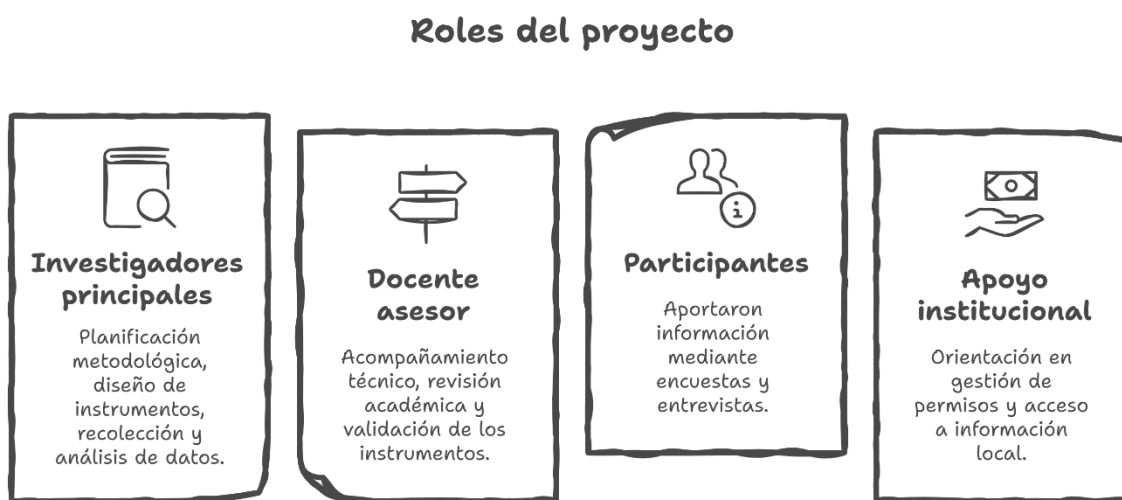 Roles del proyecto
Investigadores
principales
Planificación
metodológica,
diseño de
instrumentos,
recolección y
análisis de datos.
Docente
asesor
Acompañamiento
técnico, revisión
académica y
validación de los
instrumentos.
Participantes
Aportaron
información
mediante
encuestas y
entrevistas.
Apoyo
institucional
Orientación en
gestión de
permisos y acceso
a información
local.